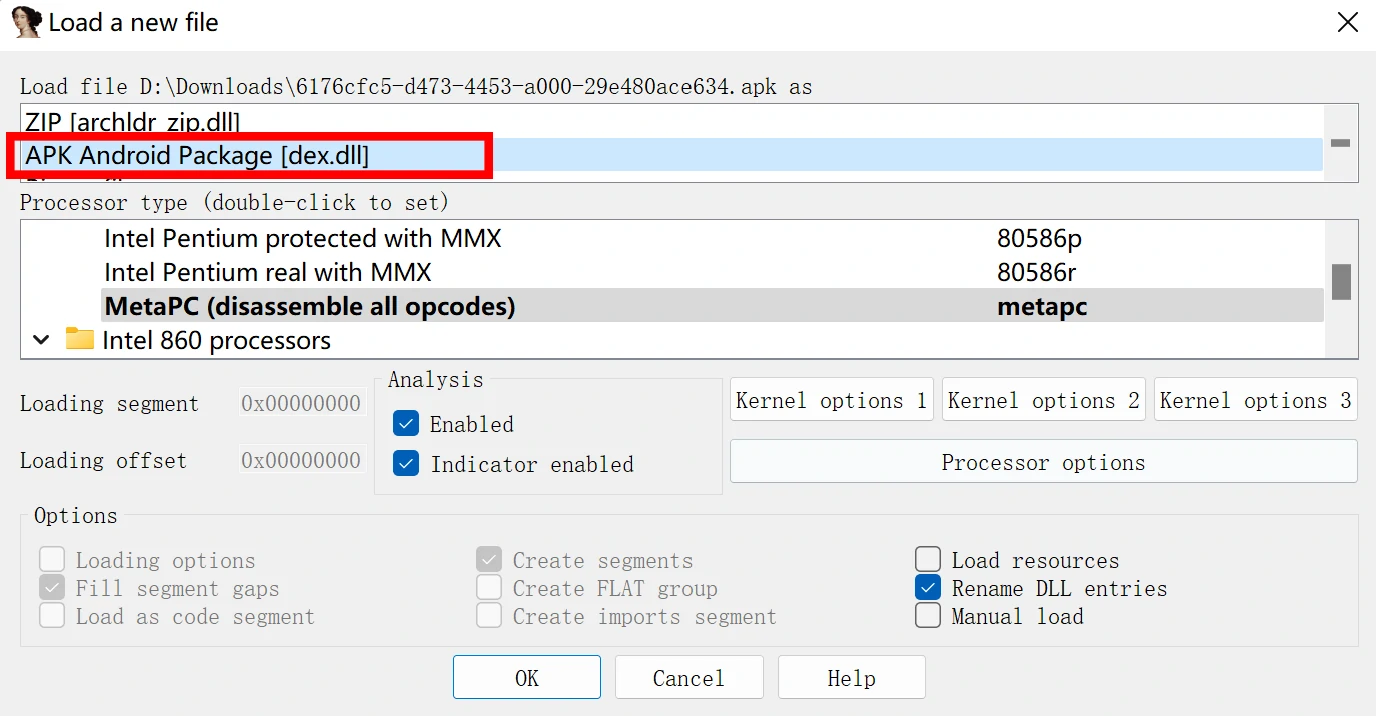 Load a new file
Load file D:\Downloads\6176cfc5-d473-4453-a000-29e480ace634.apk as
ZIP [archldr_zip.dll]
APK Android Package [dex.dll]
Processor type (double-click to set)
Intel Pentium protected with MMX 80586p
Intel Pentium real with MMX 80586r
MetaPC (disassemble all opcodes) metapc
Intel 860 processors
Loading segment 0x00000000
Loading offset 0x00000000
Analysis
Enabled
Indicator enabled
Kernel options 1 Kernel options 2 Kernel options 3
Processor options
Options
Loading options Create segments Load resources
Fill segment gaps Create FLAT group Rename DLL entries
Load as code segment Create imports segment Manual load
OK Cancel Help